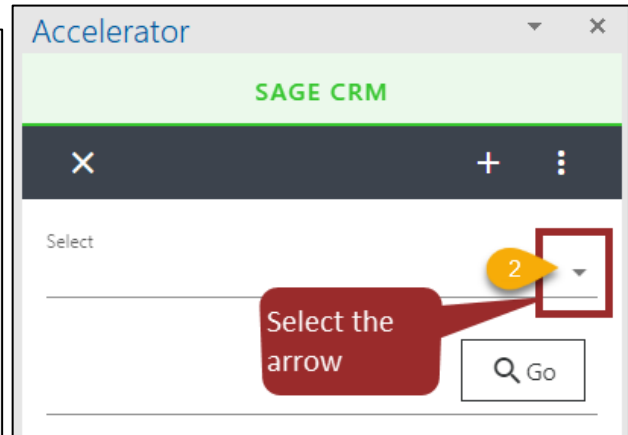 Accelerator
SAGE CRM
Select
2
Select the
arrow
Go